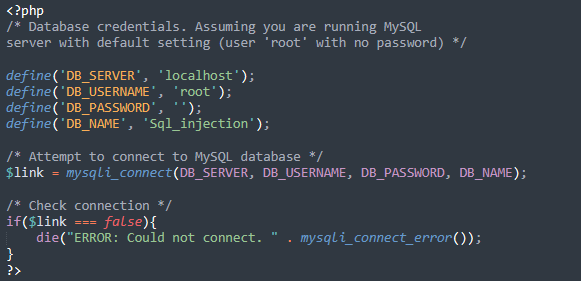 <?php
/* Database credentials. Assuming you are running MySQL
server with default setting (user 'root' with no password) */
define('DB_SERVER', 'localhost');
define('DB_USERNAME', 'root');
define('DB_PASSWORD', '');
define('DB_NAME', 'Sql_injection');
/* Attempt to connect to MySQL database */
$link = mysqli_connect(DB_SERVER, DB_USERNAME, DB_PASSWORD, DB_NAME);
/* Check connection */
if($link === false){
    die("ERROR: Could not connect. " . mysqli_connect_error());
}
?>